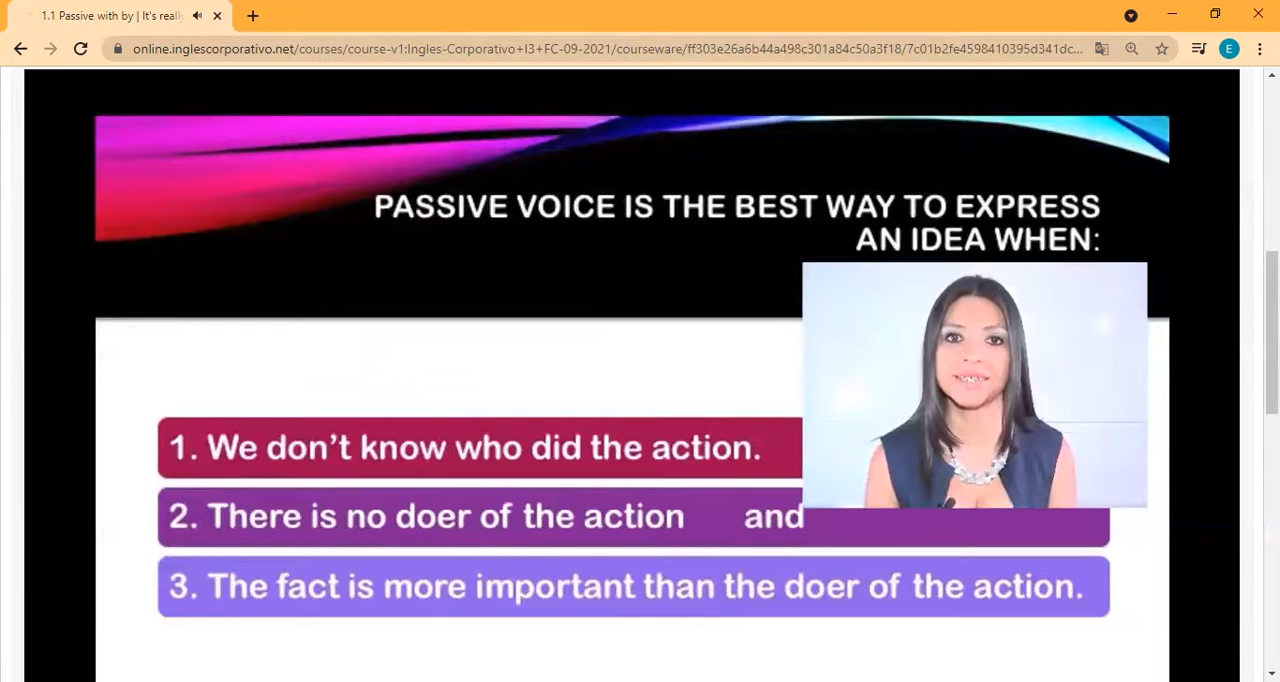 1.1 Passive with by | It's reall
online.inglescorporativo.net/courses/course-v1:Ingles-Corporativo+I3+FC-09-2021/courseware/ff303e26a6b44a498c301a84c50a3f18/7c01b2fe4598410395d341dc...
E
PASSIVE VOICE IS THE BEST WAY TO EXPRESS
AN IDEA WHEN:
1. We don't know who did the action.
2. There is no doer of the action and
3. The fact is more important than the doer of the action.